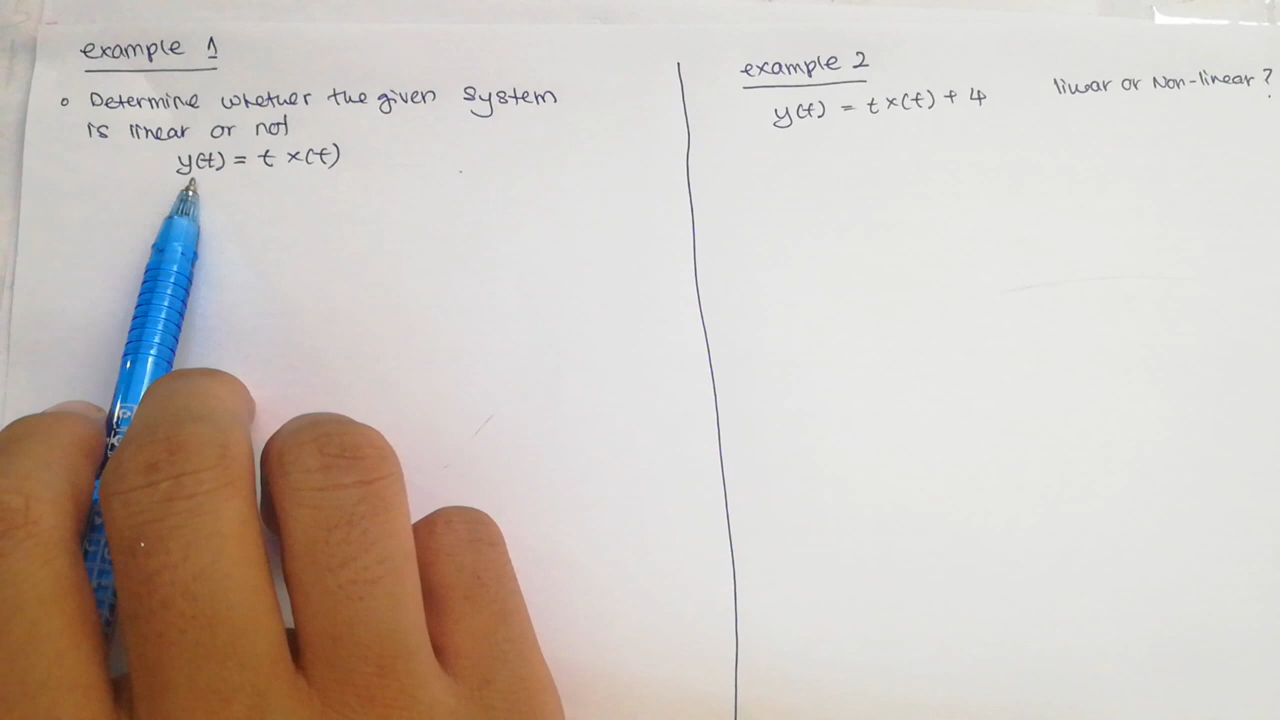 example 1
◦ Determine whether the given system
is linear or not
y(t) = t x(t)
example 2
linear or Non-linear?
y(t) = t x(t) + 4